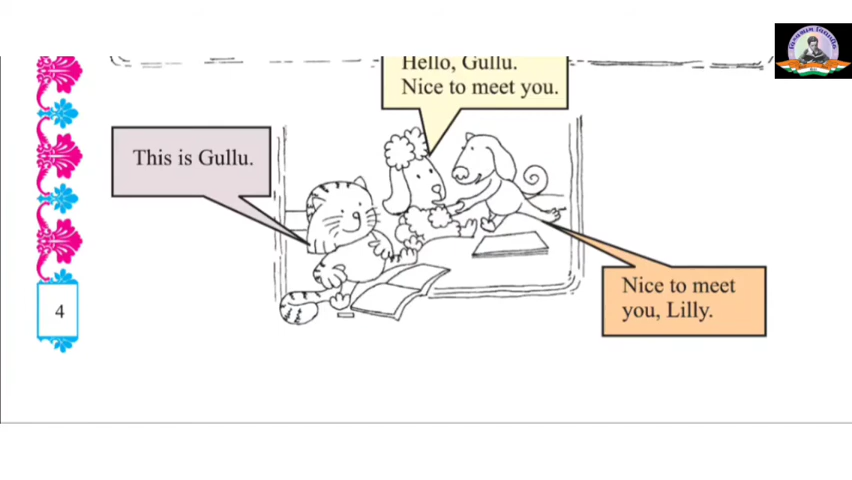 Hello, Gullu.
Nice to meet you.
This is Gullu.
Nice to meet
you, Lilly.
4